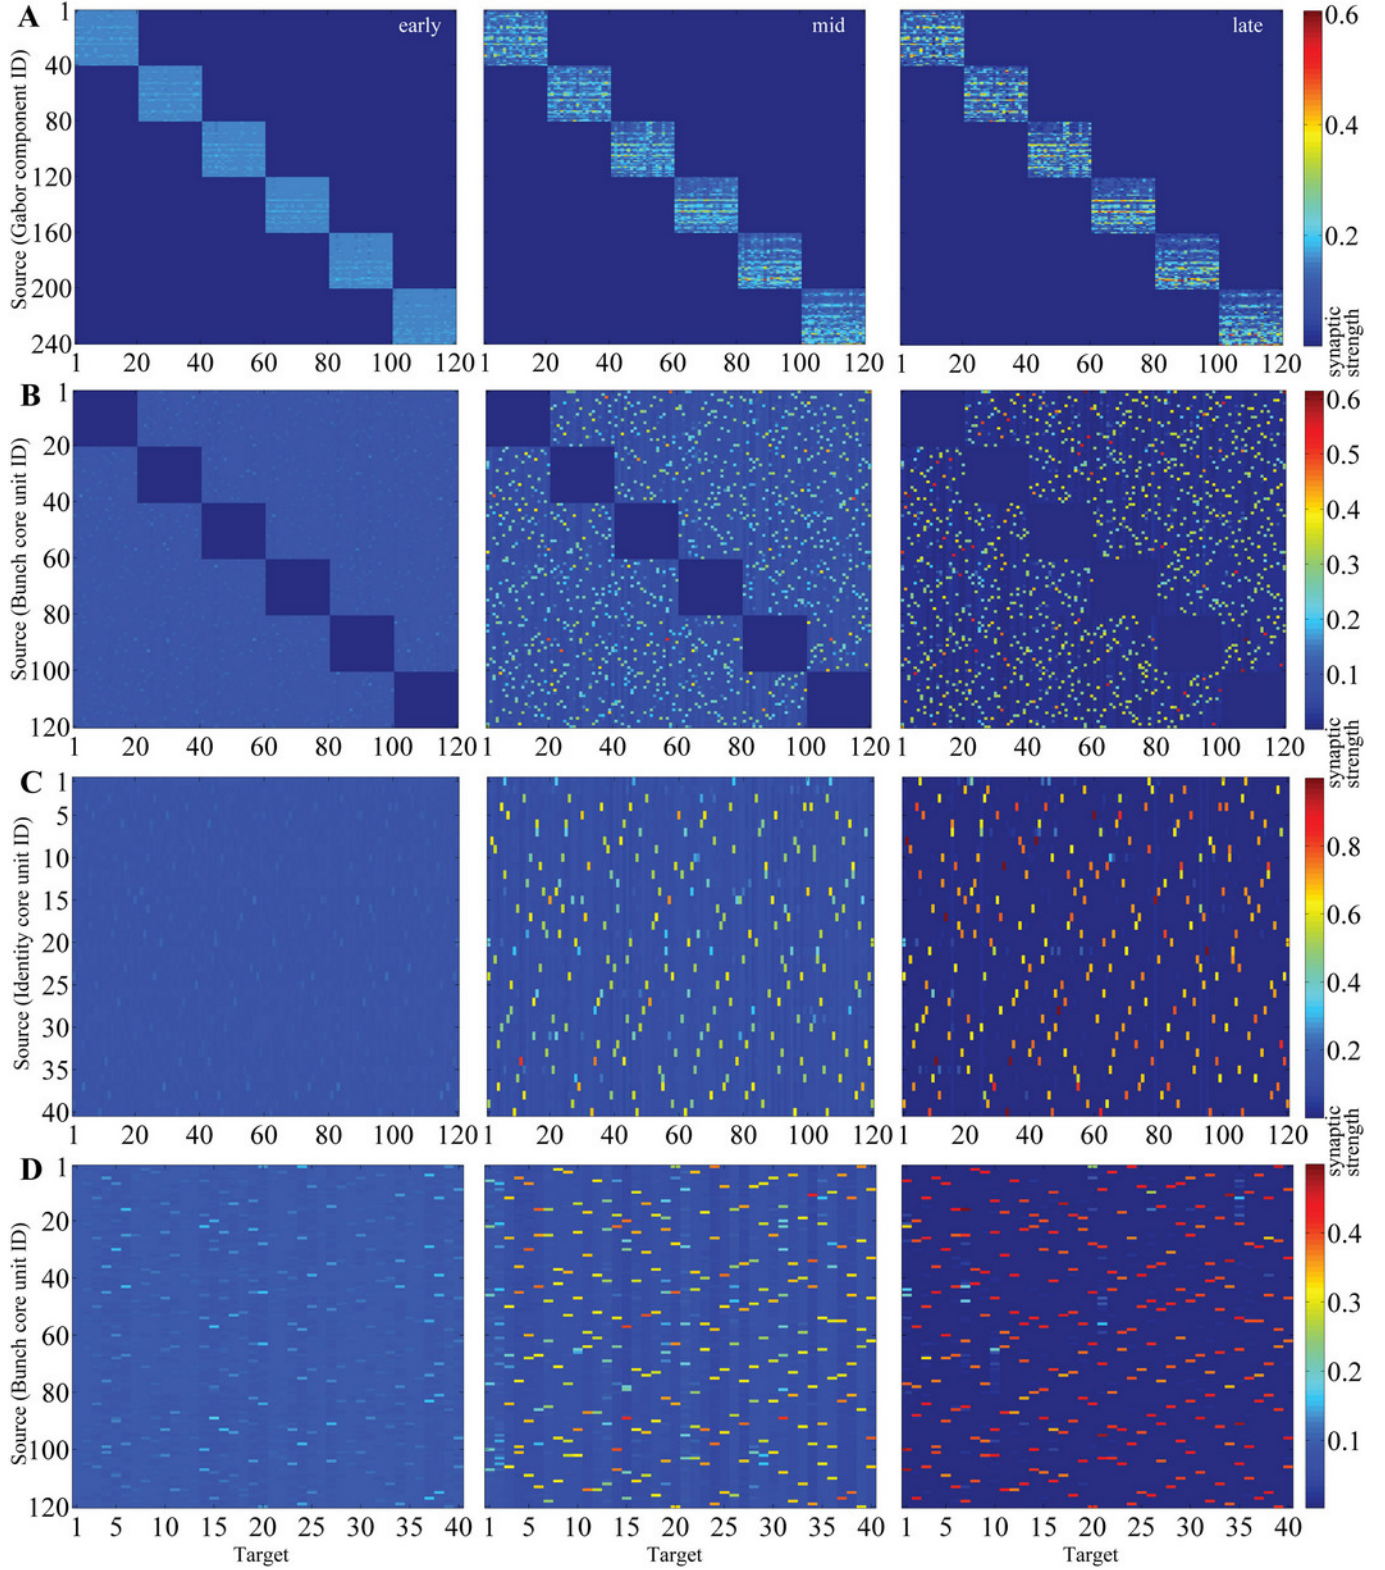 A
early
mid
late
Source (Gabor component ID)
1
40
80
120
160
200
240
1 20 40 60 80 100 120
1 20 40 60 80 100 120
1 20 40 60 80 100 120
0.6
0.4
0.2
synaptic
strength
B
Source (Bunch core unit ID)
1
20
40
60
80
100
120
1 20 40 60 80 100 120
1 20 40 60 80 100 120
1 20 40 60 80 100 120
0.6
0.5
0.4
0.3
0.2
0.1
synaptic
strength
C
Source (Identity core unit ID)
1
5
10
15
20
25
30
35
40
1 20 40 60 80 100 120
1 20 40 60 80 100 120
1 20 40 60 80 100 120
0.8
0.6
0.4
0.2
synaptic
strength
D
Source (Bunch core unit ID)
1
20
40
60
80
100
120
1 5 10 15 20 25 30 35 40
1 5 10 15 20 25 30 35 40
1 5 10 15 20 25 30 35 40
0.4
0.3
0.2
0.1
Target
Target
Target